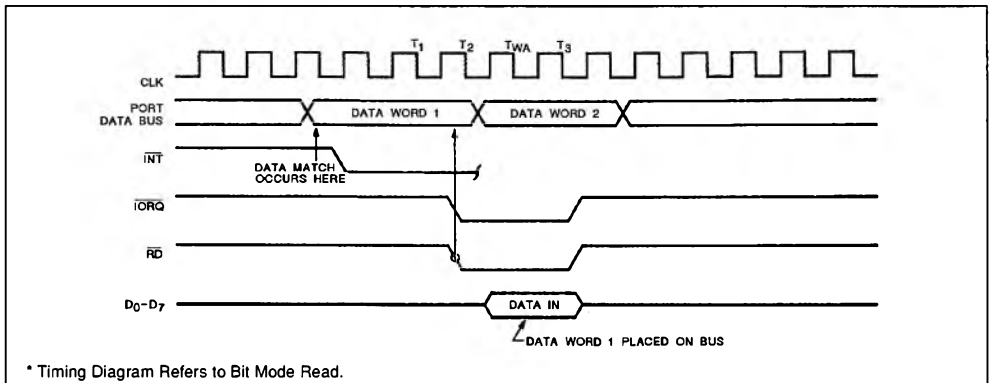 T1 T2 TWA T3
CLK
PORT
DATA BUS
DATA WORD 1 DATA WORD 2
INT
DATA MATCH
OCCURS HERE
IORQ
RD
D0-D7
DATA IN
DATA WORD 1 PLACED ON BUS
* Timing Diagram Refers to Bit Mode Read.